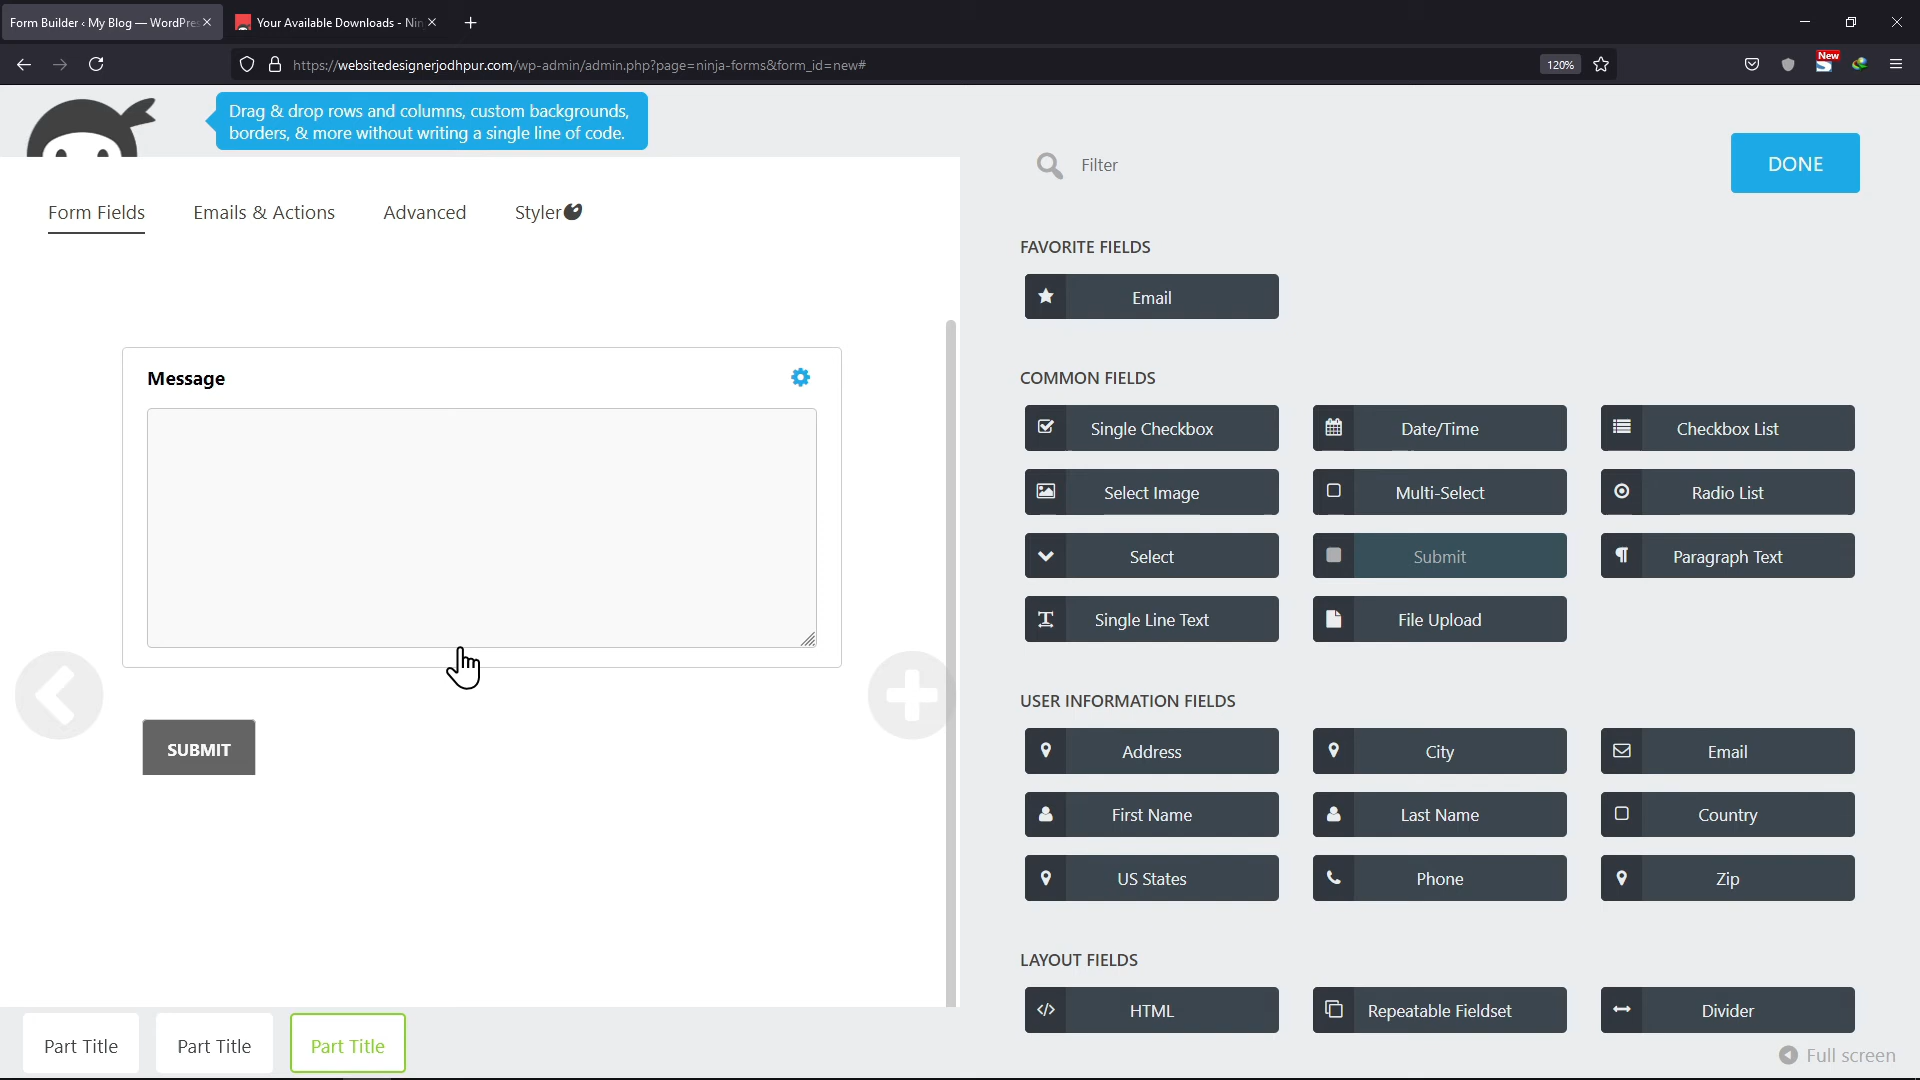 Form Builder ‹ My Blog — WordPres
Your Available Downloads - Nin
https://websitedesignerjodhpur.com/wp-admin/admin.php?page=ninja-forms&form_id=new#
120%
New
Drag & drop rows and columns, custom backgrounds,
borders, & more without writing a single line of code.
Filter
DONE
Form Fields
Emails & Actions
Advanced
Styler
FAVORITE FIELDS
Email
Message
COMMON FIELDS
Single Checkbox
Date/Time
Checkbox List
Select Image
Multi-Select
Radio List
Select
Submit
Paragraph Text
Single Line Text
File Upload
USER INFORMATION FIELDS
SUBMIT
Address
City
Email
First Name
Last Name
Country
US States
Phone
Zip
LAYOUT FIELDS
HTML
Repeatable Fieldset
Divider
Part Title
Part Title
Part Title
Full screen